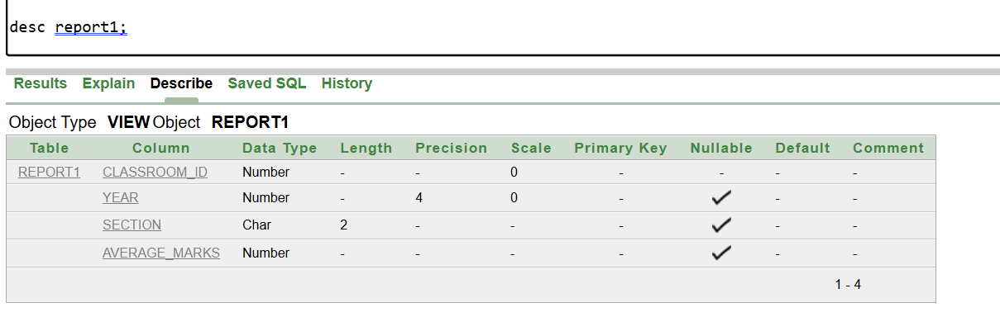 desc report1;
Results Explain Describe Saved SQL History
Object Type VIEW Object REPORT1
Table Column Data Type Length Precision Scale Primary Key Nullable Default Comment
REPORT1 CLASSROOM_ID Number - - 0 - - - -
YEAR Number - 4 0 - ✓ - -
SECTION Char 2 - - - ✓ - -
AVERAGE_MARKS Number - - - - ✓ - -
1 - 4